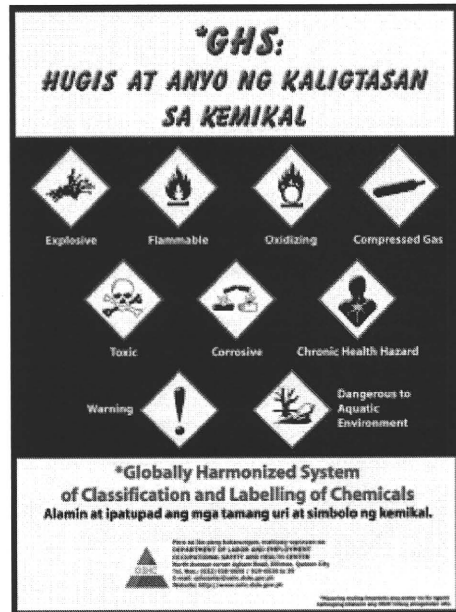 *GHS:
HUGIS AT ANYO NG KALIGTASAN
SA KEMIKAL
Explosive
Flammable
Oxidizing
Compressed Gas
Toxic
Corrosive
Chronic Health Hazard
Warning
Dangerous to
Aquatic
Environment
*Globally Harmonized System
of Classification and Labelling of Chemicals
Alamin at ipatupad ang mga tamang uri at simbolo ng kemikal.
DEPARTMENT OF LABOR AND EMPLOYMENT
OCCUPATIONAL SAFETY AND HEALTH CENTER